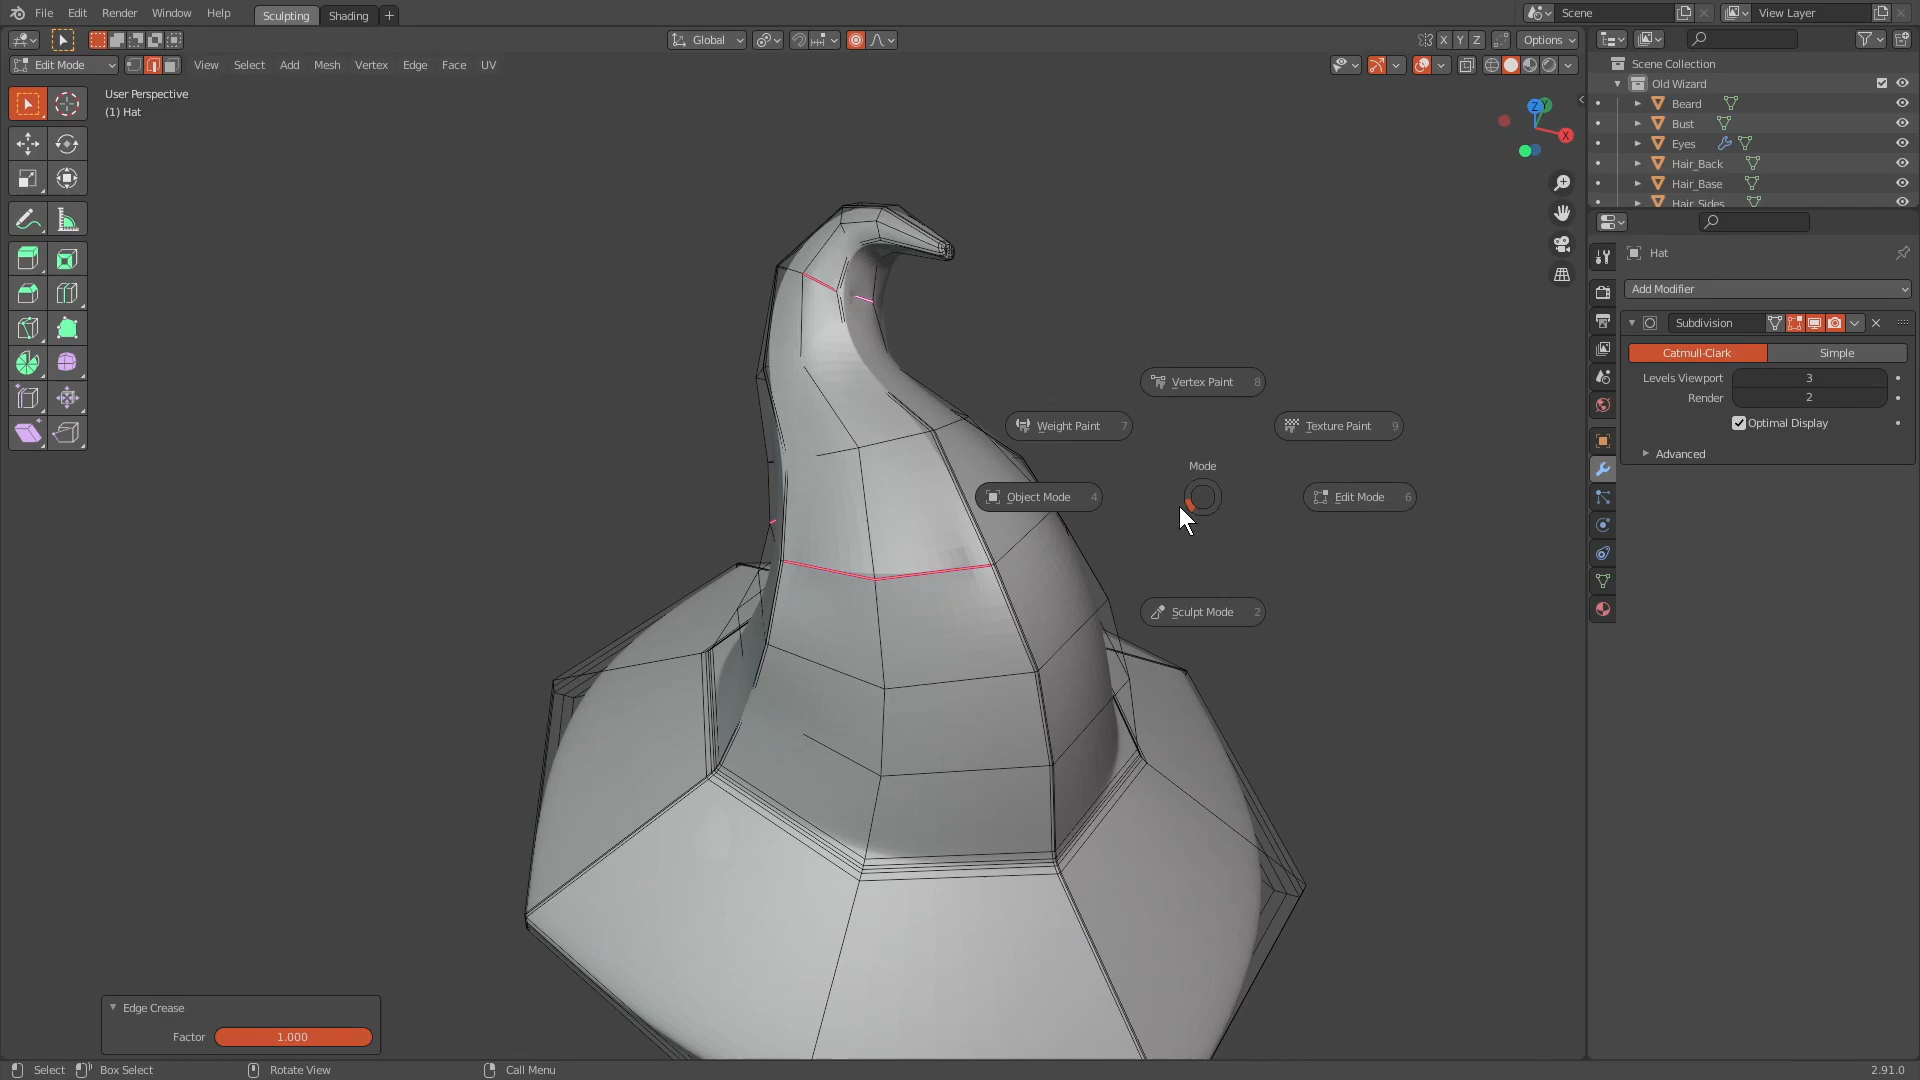 File Edit Render Window Help Sculpting Shading +
Scene View Layer
Global X Y Z Options
Edit Mode View Select Add Mesh Vertex Edge Face UV
User Perspective
(1) Hat
Z Y X
Scene Collection
Old Wizard
Beard
Bust
Eyes
Hair_Back
Hair_Base
Hair_Sides
Hat
Add Modifier
Subdivision
Catmull-Clark Simple
Levels Viewport 3
Render 2
Optimal Display
Advanced
Vertex Paint 8
Weight Paint 7
Texture Paint 9
Mode
Object Mode 4
Edit Mode 6
Sculpt Mode 2
Edge Crease
Factor 1.000
Select Box Select Rotate View Call Menu 2.91.0